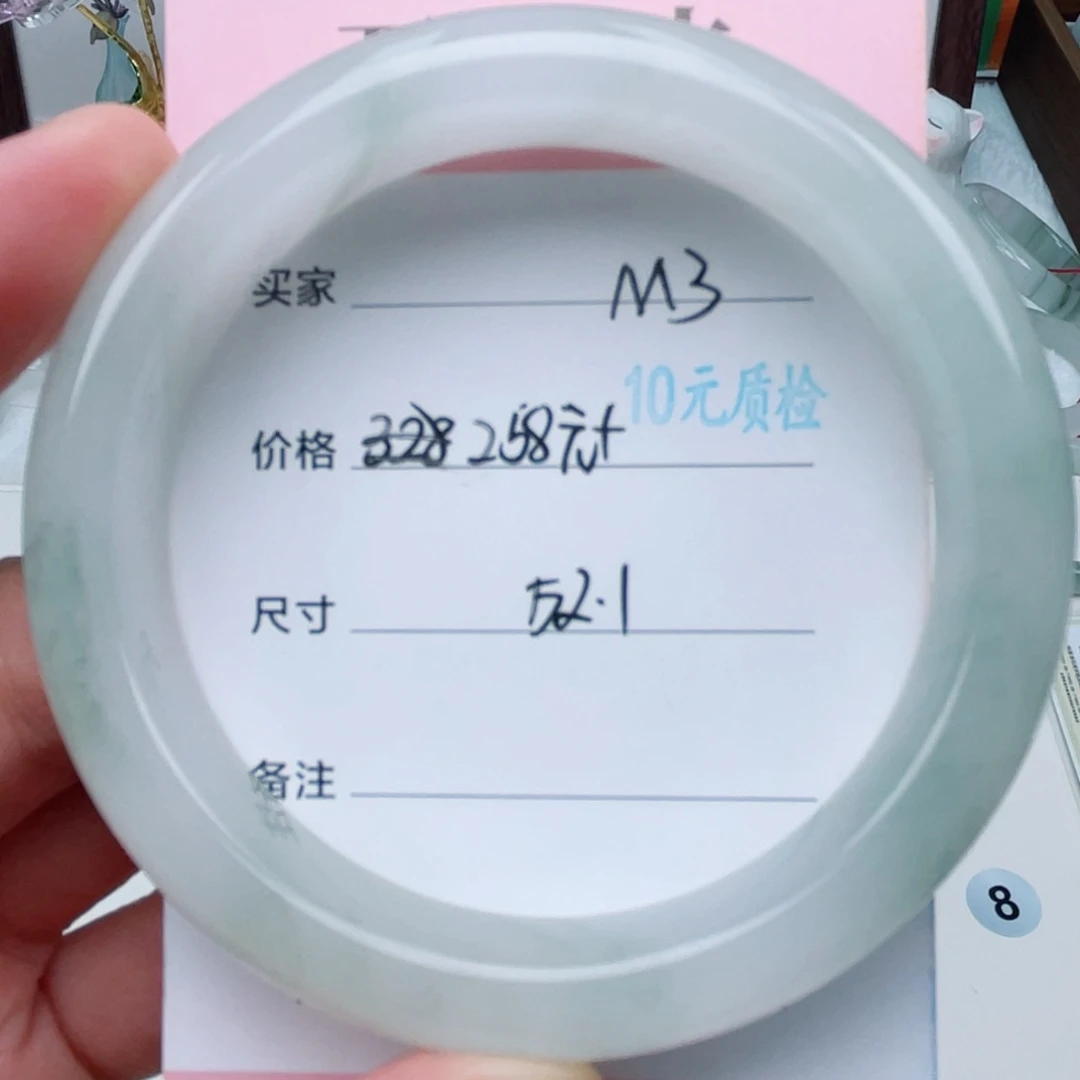 买家 M3
10元质检
价格 328 258元+
尺寸 52.1
备注
8